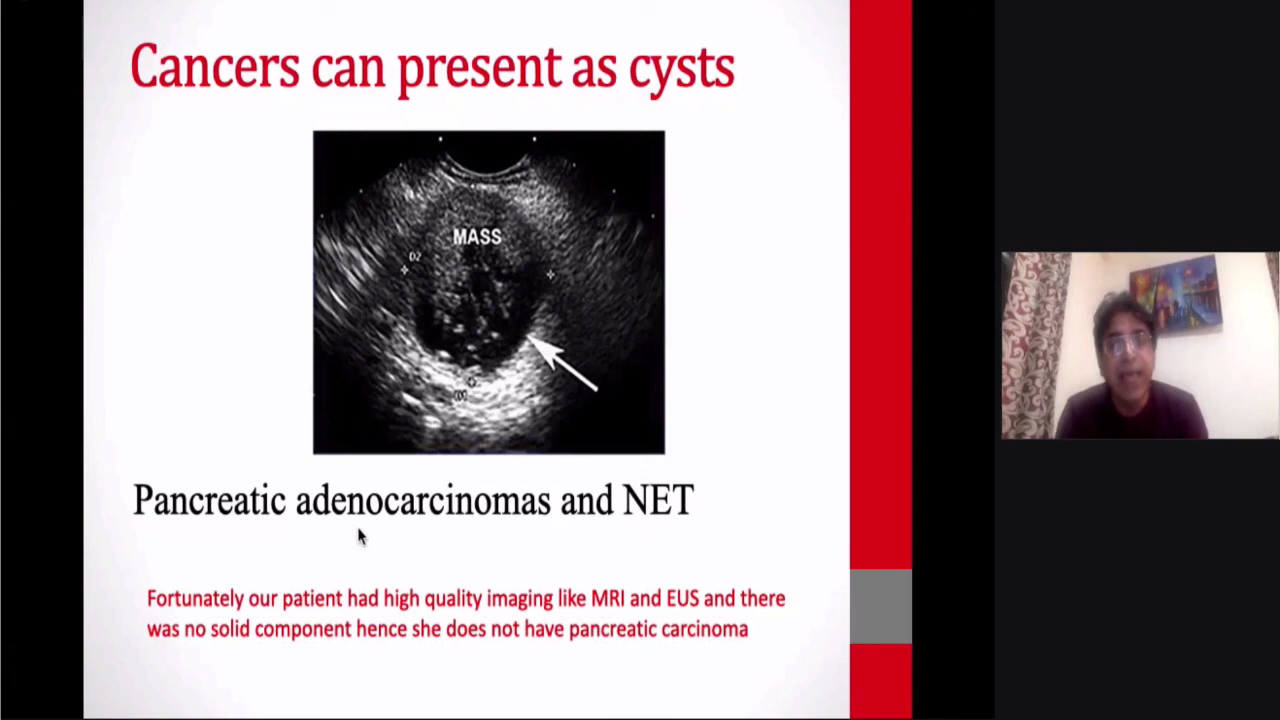 Cancers can present as cysts
MASS
D2
Pancreatic adenocarcinomas and NET
Fortunately our patient had high quality imaging like MRI and EUS and there
was no solid component hence she does not have pancreatic carcinoma